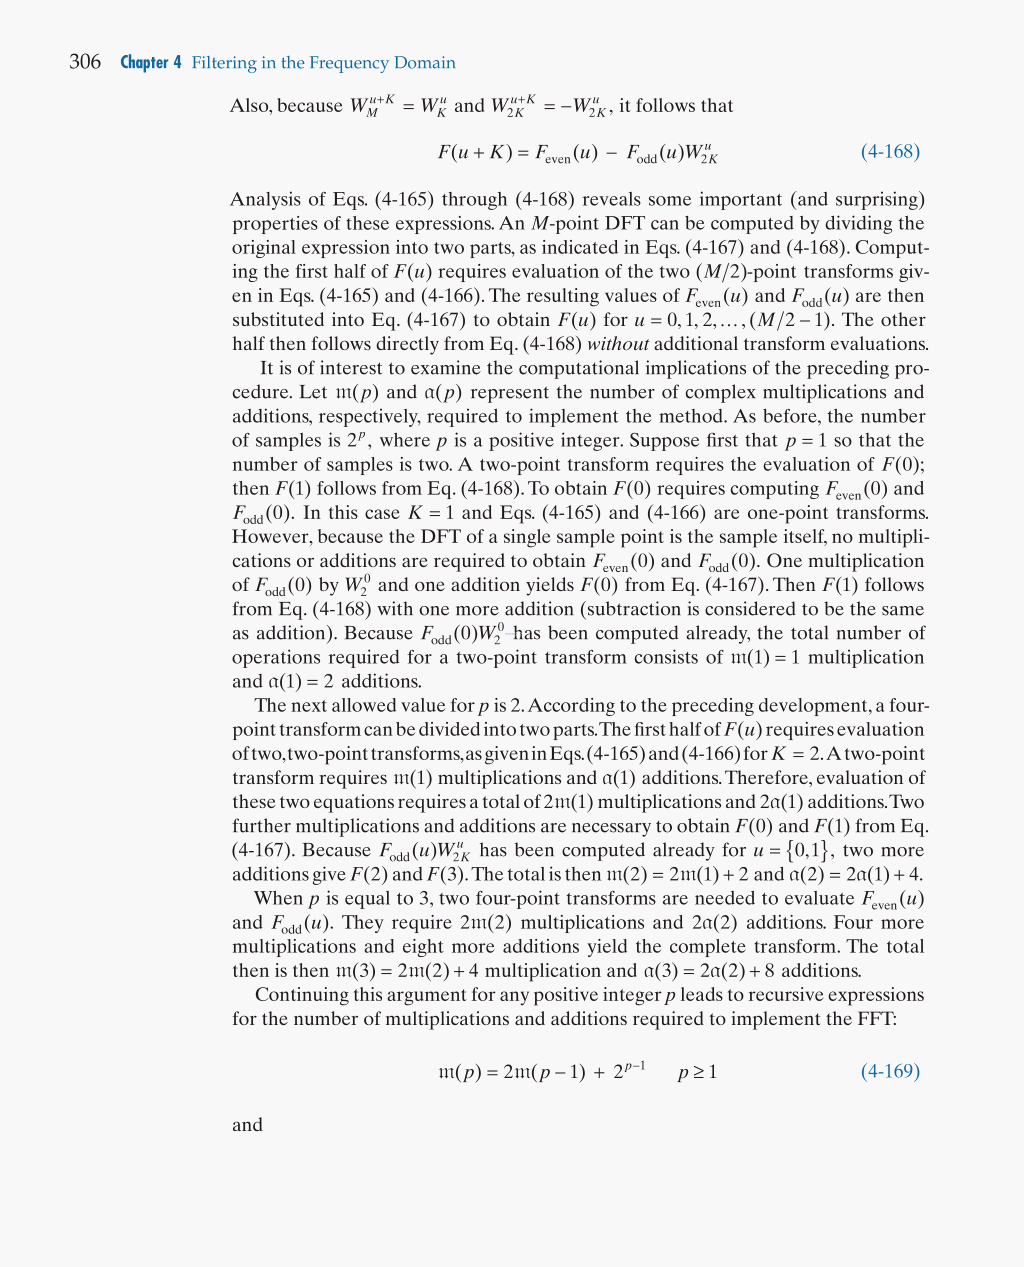 306 Chapter 4 Filtering in the Frequency Domain
Also, because $W_M^{u+K} = W_K^u$ and $W_{2K}^{u+K} = -W_{2K}^u$, it follows that
$F(u + K) = F_{\text{even}}(u) - F_{\text{odd}}(u)W_{2K}^u$ (4-168)
Analysis of Eqs. (4-165) through (4-168) reveals some important (and surprising)
properties of these expressions. An $M$-point DFT can be computed by dividing the
original expression into two parts, as indicated in Eqs. (4-167) and (4-168). Comput-
ing the first half of $F(u)$ requires evaluation of the two $(M/2)$-point transforms giv-
en in Eqs. (4-165) and (4-166). The resulting values of $F_{\text{even}}(u)$ and $F_{\text{odd}}(u)$ are then
substituted into Eq. (4-167) to obtain $F(u)$ for $u = 0, 1, 2, \ldots, (M/2 - 1)$. The other
half then follows directly from Eq. (4-168) without additional transform evaluations.
It is of interest to examine the computational implications of the preceding pro-
cedure. Let $\mathfrak{m}(p)$ and $\mathfrak{a}(p)$ represent the number of complex multiplications and
additions, respectively, required to implement the method. As before, the number
of samples is $2^p$, where $p$ is a positive integer. Suppose first that $p = 1$ so that the
number of samples is two. A two-point transform requires the evaluation of $F(0)$;
then $F(1)$ follows from Eq. (4-168). To obtain $F(0)$ requires computing $F_{\text{even}}(0)$ and
$F_{\text{odd}}(0)$. In this case $K = 1$ and Eqs. (4-165) and (4-166) are one-point transforms.
However, because the DFT of a single sample point is the sample itself, no multipli-
cations or additions are required to obtain $F_{\text{even}}(0)$ and $F_{\text{odd}}(0)$. One multiplication
of $F_{\text{odd}}(0)$ by $W_2^0$ and one addition yields $F(0)$ from Eq. (4-167). Then $F(1)$ follows
from Eq. (4-168) with one more addition (subtraction is considered to be the same
as addition). Because $F_{\text{odd}}(0)W_2^0$ has been computed already, the total number of
operations required for a two-point transform consists of $\mathfrak{m}(1) = 1$ multiplication
and $\mathfrak{a}(1) = 2$ additions.
The next allowed value for $p$ is 2. According to the preceding development, a four-
point transform can be divided into two parts. The first half of $F(u)$ requires evaluation
of two, two-point transforms, as given in Eqs. (4-165) and (4-166) for $K = 2$. A two-point
transform requires $\mathfrak{m}(1)$ multiplications and $\mathfrak{a}(1)$ additions. Therefore, evaluation of
these two equations requires a total of $2\mathfrak{m}(1)$ multiplications and $2\mathfrak{a}(1)$ additions. Two
further multiplications and additions are necessary to obtain $F(0)$ and $F(1)$ from Eq.
(4-167). Because $F_{\text{odd}}(u)W_{2K}^u$ has been computed already for $u = \{0,1\}$, two more
additions give $F(2)$ and $F(3)$. The total is then $\mathfrak{m}(2) = 2\mathfrak{m}(1) + 2$ and $\mathfrak{a}(2) = 2\mathfrak{a}(1) + 4$.
When $p$ is equal to 3, two four-point transforms are needed to evaluate $F_{\text{even}}(u)$
and $F_{\text{odd}}(u)$. They require $2\mathfrak{m}(2)$ multiplications and $2\mathfrak{a}(2)$ additions. Four more
multiplications and eight more additions yield the complete transform. The total
then is then $\mathfrak{m}(3) = 2\mathfrak{m}(2) + 4$ multiplication and $\mathfrak{a}(3) = 2\mathfrak{a}(2) + 8$ additions.
Continuing this argument for any positive integer $p$ leads to recursive expressions
for the number of multiplications and additions required to implement the FFT:
$\mathfrak{m}(p) = 2\mathfrak{m}(p - 1) + 2^{p-1} \quad p \geq 1$ (4-169)
and